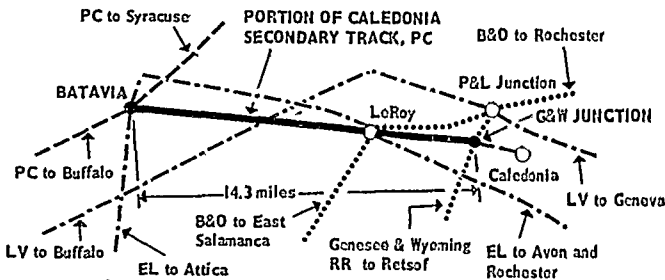 PC to Syracuse
PORTION OF CALEDONIA
SECONDARY TRACK, PC
B&O to Rochester
P&L Junction
BATAVIA
LeRoy
G&W JUNCTION
PC to Buffalo
Caledonia
14.3 miles
LV to Geneva
B&O to East
Salamanca
LV to Buffalo
Genesee & Wyoming
RR to Retsof
EL to Avon and
Rochester
EL to Attica